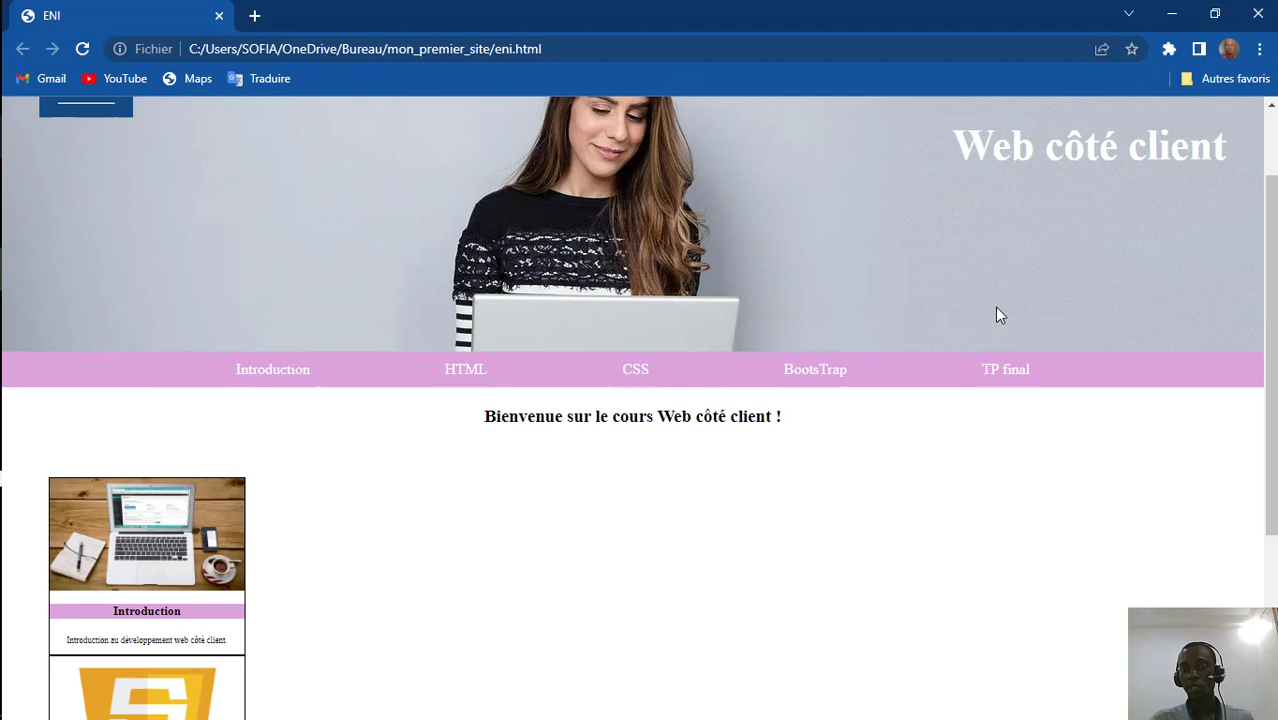 ENI
Fichier C:/Users/SOFIA/OneDrive/Bureau/mon_premier_site/eni.html
Gmail YouTube Maps Traduire Autres favoris
Web côté client
Introduction HTML CSS BootsTrap TP final
Bienvenue sur le cours Web côté client !
Introduction
Introduction au développement web côté client.